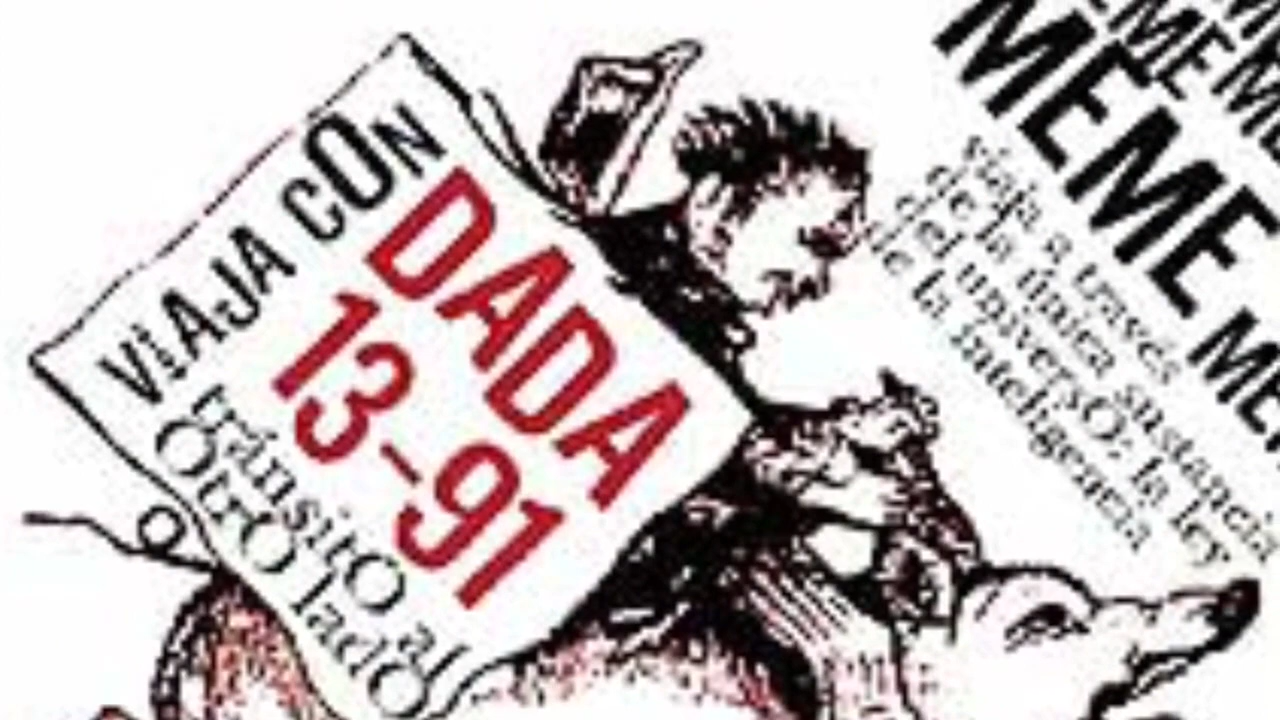 VIAJA CON
DADA
13-91
tránsitO al
OtrO ladO
MEME
MEME
MEME
viaja a través
de la única sustancia
del universO: la ley
de la inteligencia